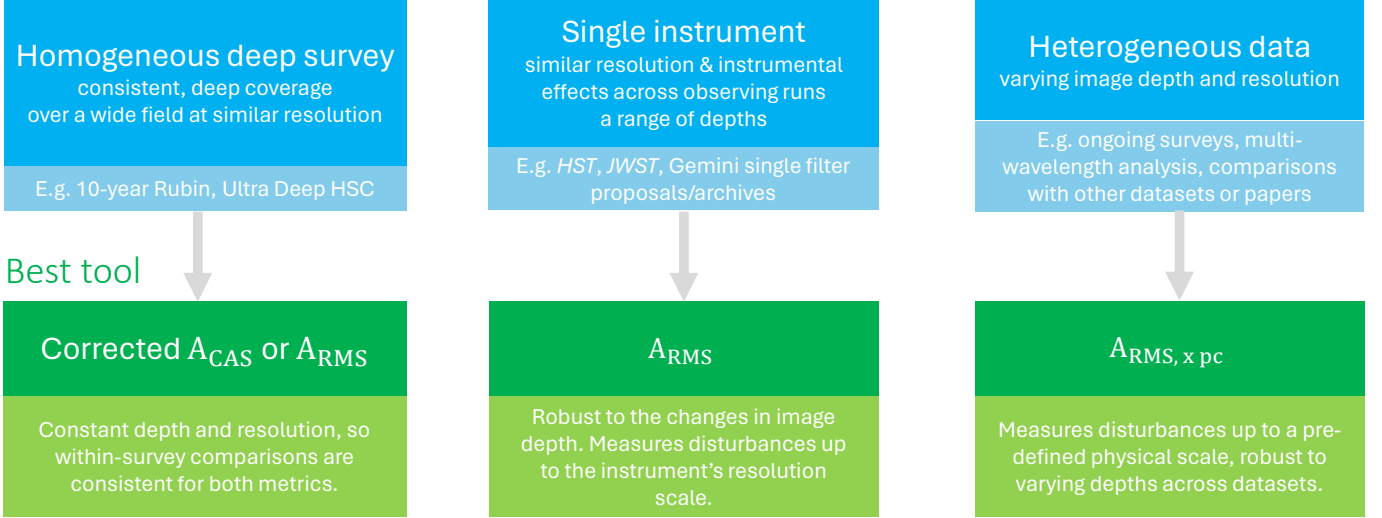 Homogeneous deep survey
consistent, deep coverage
over a wide field at similar resolution
E.g. 10-year Rubin, Ultra Deep HSC
Single instrument
similar resolution & instrumental
effects across observing runs
a range of depths
E.g. HST, JWST, Gemini single filter
proposals/archives
Heterogeneous data
varying image depth and resolution
E.g. ongoing surveys, multi-
wavelength analysis, comparisons
with other datasets or papers
Best tool
Corrected A_CAS or A_RMS
Constant depth and resolution, so
within-survey comparisons are
consistent for both metrics.
A_RMS
Robust to the changes in image
depth. Measures disturbances up
to the instrument's resolution
scale.
A_RMS, x pc
Measures disturbances up to a pre-
defined physical scale, robust to
varying depths across datasets.